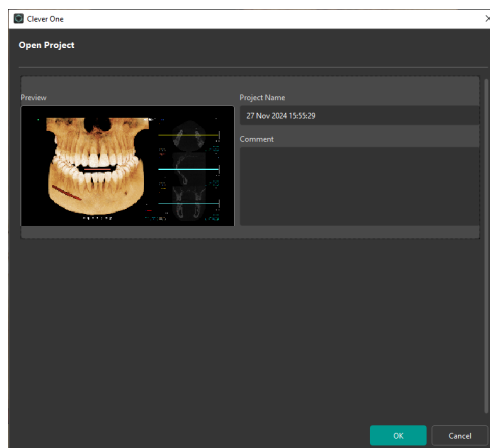 Clever One
Open Project
Preview
Project Name
27 Nov 2024 15:55:29
Comment
OK
Cancel